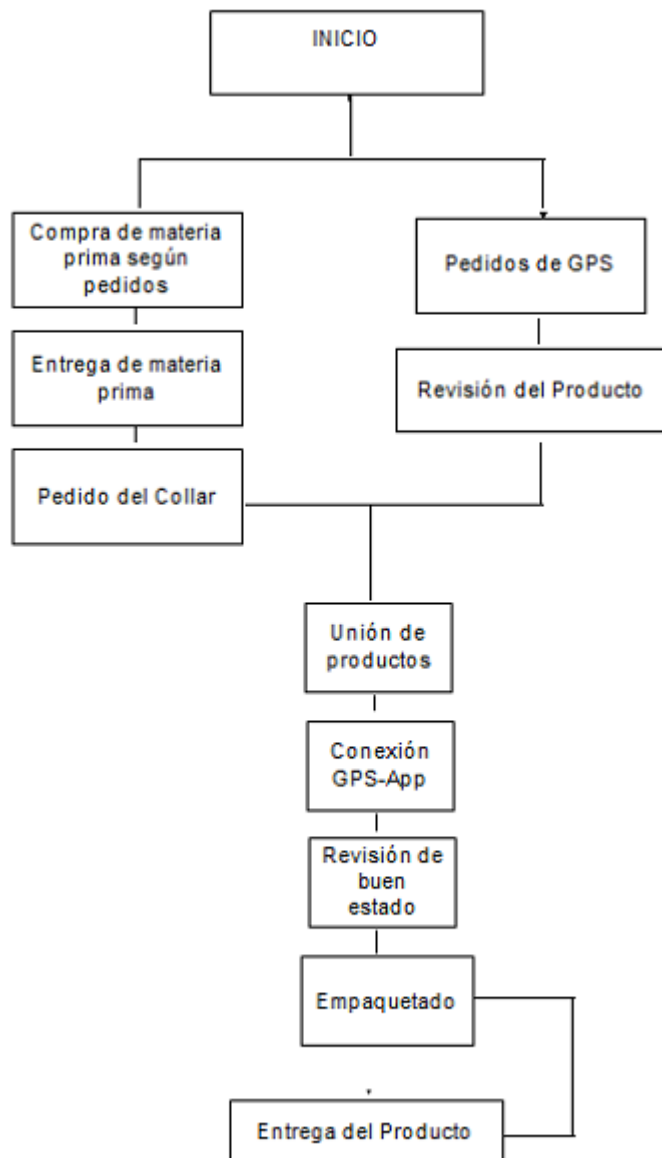 INICIO
Compra de materia
prima según
pedidos
Pedidos de GPS
Entrega de materia
prima
Revisión del Producto
Pedido del Collar
Unión de
productos
Conexión
GPS-App
Revisión de
buen
estado
Empaquetado
Entrega del Producto